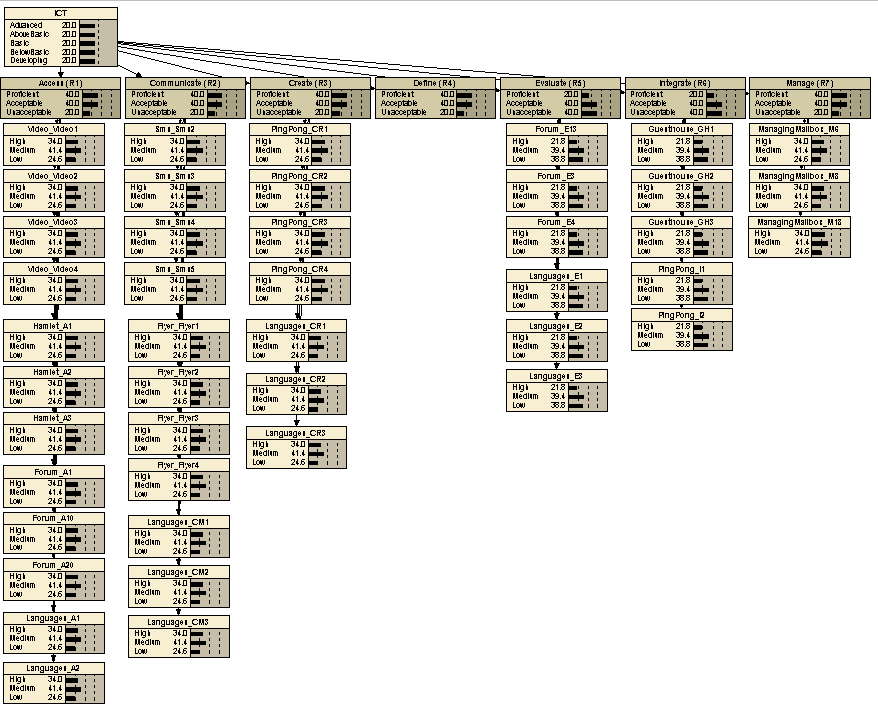 ICT
Advanced 20.0
AboveBasic 20.0
Basic 20.0
BelowBasic 20.0
Developing 20.0
Access (R1)
Proficient 40.0
Acceptable 40.0
Unacceptable 20.0
Communicate (R2)
Proficient 40.0
Acceptable 40.0
Unacceptable 20.0
Create (R3)
Proficient 40.0
Acceptable 40.0
Unacceptable 20.0
Define (R4)
Proficient 40.0
Acceptable 40.0
Unacceptable 20.0
Evaluate (R5)
Proficient 20.0
Acceptable 40.0
Unacceptable 40.0
Integrate (R6)
Proficient 20.0
Acceptable 40.0
Unacceptable 40.0
Manage (R7)
Proficient 40.0
Acceptable 40.0
Unacceptable 20.0
Video_Video1
High 34.0
Medium 41.4
Low 24.6
Video_Video2
High 34.0
Medium 41.4
Low 24.6
Video_Video3
High 34.0
Medium 41.4
Low 24.6
Video_Video4
High 34.0
Medium 41.4
Low 24.6
Hamlet_A1
High 34.0
Medium 41.4
Low 24.6
Hamlet_A2
High 34.0
Medium 41.4
Low 24.6
Hamlet_A3
High 34.0
Medium 41.4
Low 24.6
Forum_A1
High 34.0
Medium 41.4
Low 24.6
Forum_A10
High 34.0
Medium 41.4
Low 24.6
Forum_A20
High 34.0
Medium 41.4
Low 24.6
Languages_A1
High 34.0
Medium 41.4
Low 24.6
Languages_A2
High 34.0
Medium 41.4
Low 24.6
High 34.0
Medium 41.4
Low 24.6
High 34.0
Medium 41.4
Low 24.6
High 34.0
Medium 41.4
Low 24.6
High 34.0
Medium 41.4
Low 24.6
Flyer_Flyer1
High 34.0
Medium 41.4
Low 24.6
Flyer_Flyer2
High 34.0
Medium 41.4
Low 24.6
Flyer_Flyer3
High 34.0
Medium 41.4
Low 24.6
Flyer_Flyer4
High 34.0
Medium 41.4
Low 24.6
Languages_CM1
High 34.0
Medium 41.4
Low 24.6
Languages_CM2
High 34.0
Medium 41.4
Low 24.6
Languages_CM3
High 34.0
Medium 41.4
Low 24.6
PingPong_CR1
High 34.0
Medium 41.4
Low 24.6
PingPong_CR2
High 34.0
Medium 41.4
Low 24.6
PingPong_CR3
High 34.0
Medium 41.4
Low 24.6
PingPong_CR4
High 34.0
Medium 41.4
Low 24.6
Languages_CR1
High 34.0
Medium 41.4
Low 24.6
Languages_CR2
High 34.0
Medium 41.4
Low 24.6
Languages_CR3
High 34.0
Medium 41.4
Low 24.6
Forum_E13
High 21.8
Medium 39.4
Low 38.8
Forum_E3
High 21.8
Medium 39.4
Low 38.8
Forum_E4
High 21.8
Medium 39.4
Low 38.8
Languages_E1
High 21.8
Medium 39.4
Low 38.8
Languages_E2
High 21.8
Medium 39.4
Low 38.8
Languages_E3
High 21.8
Medium 39.4
Low 38.8
Guesthouse_GH1
High 21.8
Medium 39.4
Low 38.8
Guesthouse_GH2
High 21.8
Medium 39.4
Low 38.8
Guesthouse_GH3
High 21.8
Medium 39.4
Low 38.8
PingPong_I1
High 21.8
Medium 39.4
Low 38.8
PingPong_I2
High 21.8
Medium 39.4
Low 38.8
ManagingMailbox_M6
High 34.0
Medium 41.4
Low 24.6
ManagingMailbox_M8
High 34.0
Medium 41.4
Low 24.6
ManagingMailbox_M18
High 34.0
Medium 41.4
Low 24.6